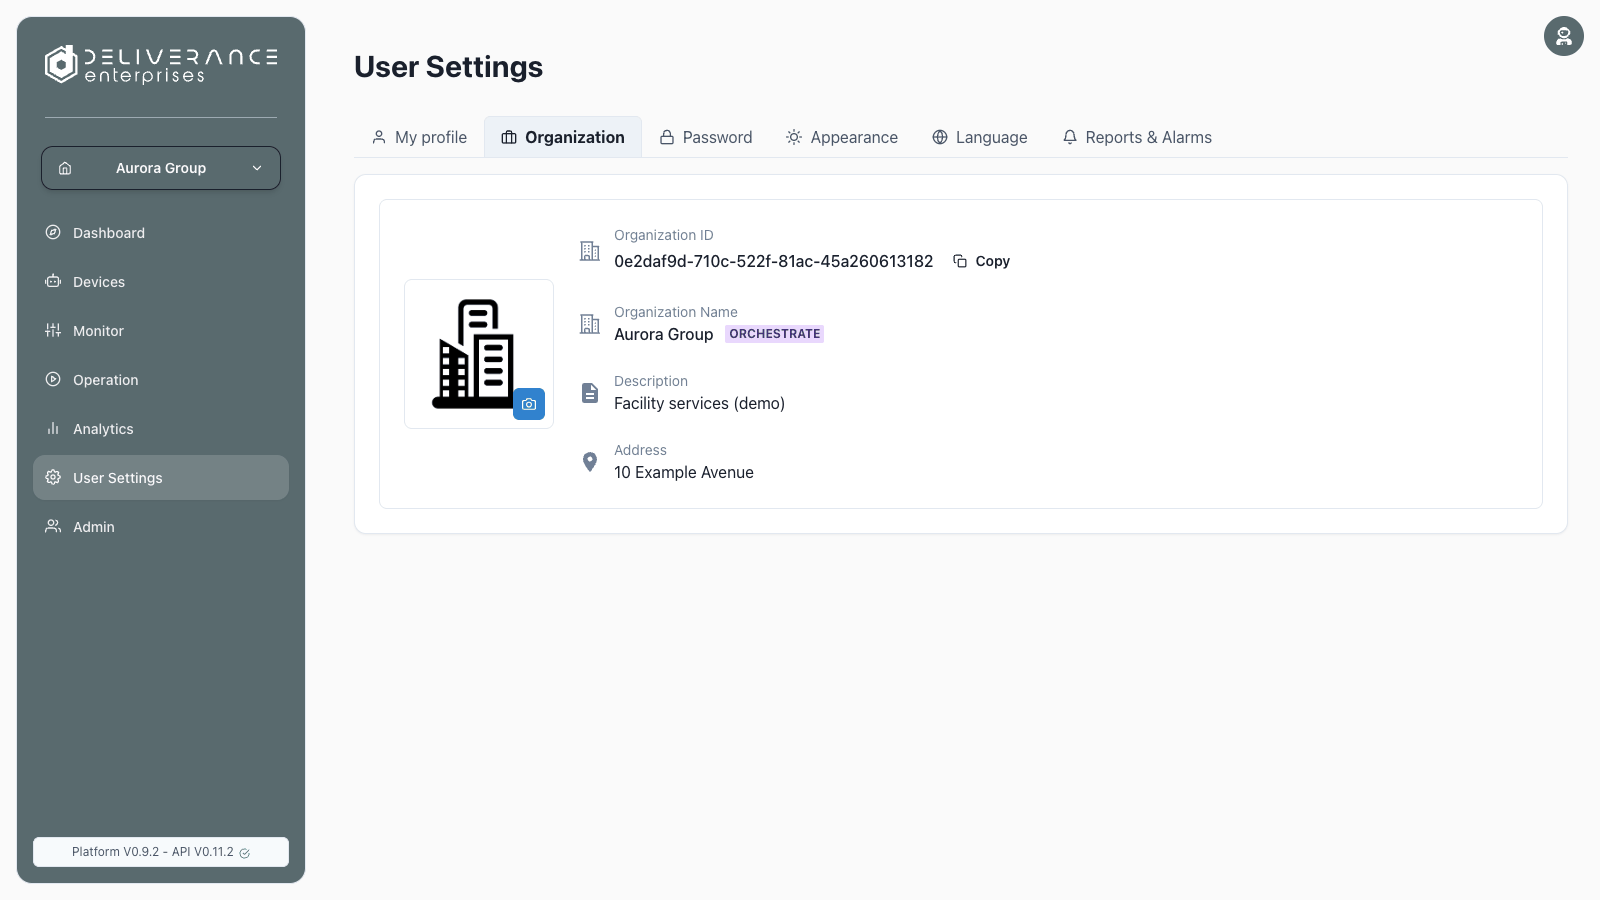 DELIVERANCE
enterprises
Aurora Group
Dashboard
Devices
Monitor
Operation
Analytics
User Settings
Admin
Platform V0.9.2 - API V0.11.2
User Settings
My profile
Organization
Password
Appearance
Language
Reports & Alarms
Organization ID
0e2daf9d-710c-522f-81ac-45a260613182 Copy
Organization Name
Aurora Group ORCHESTRATE
Description
Facility services (demo)
Address
10 Example Avenue